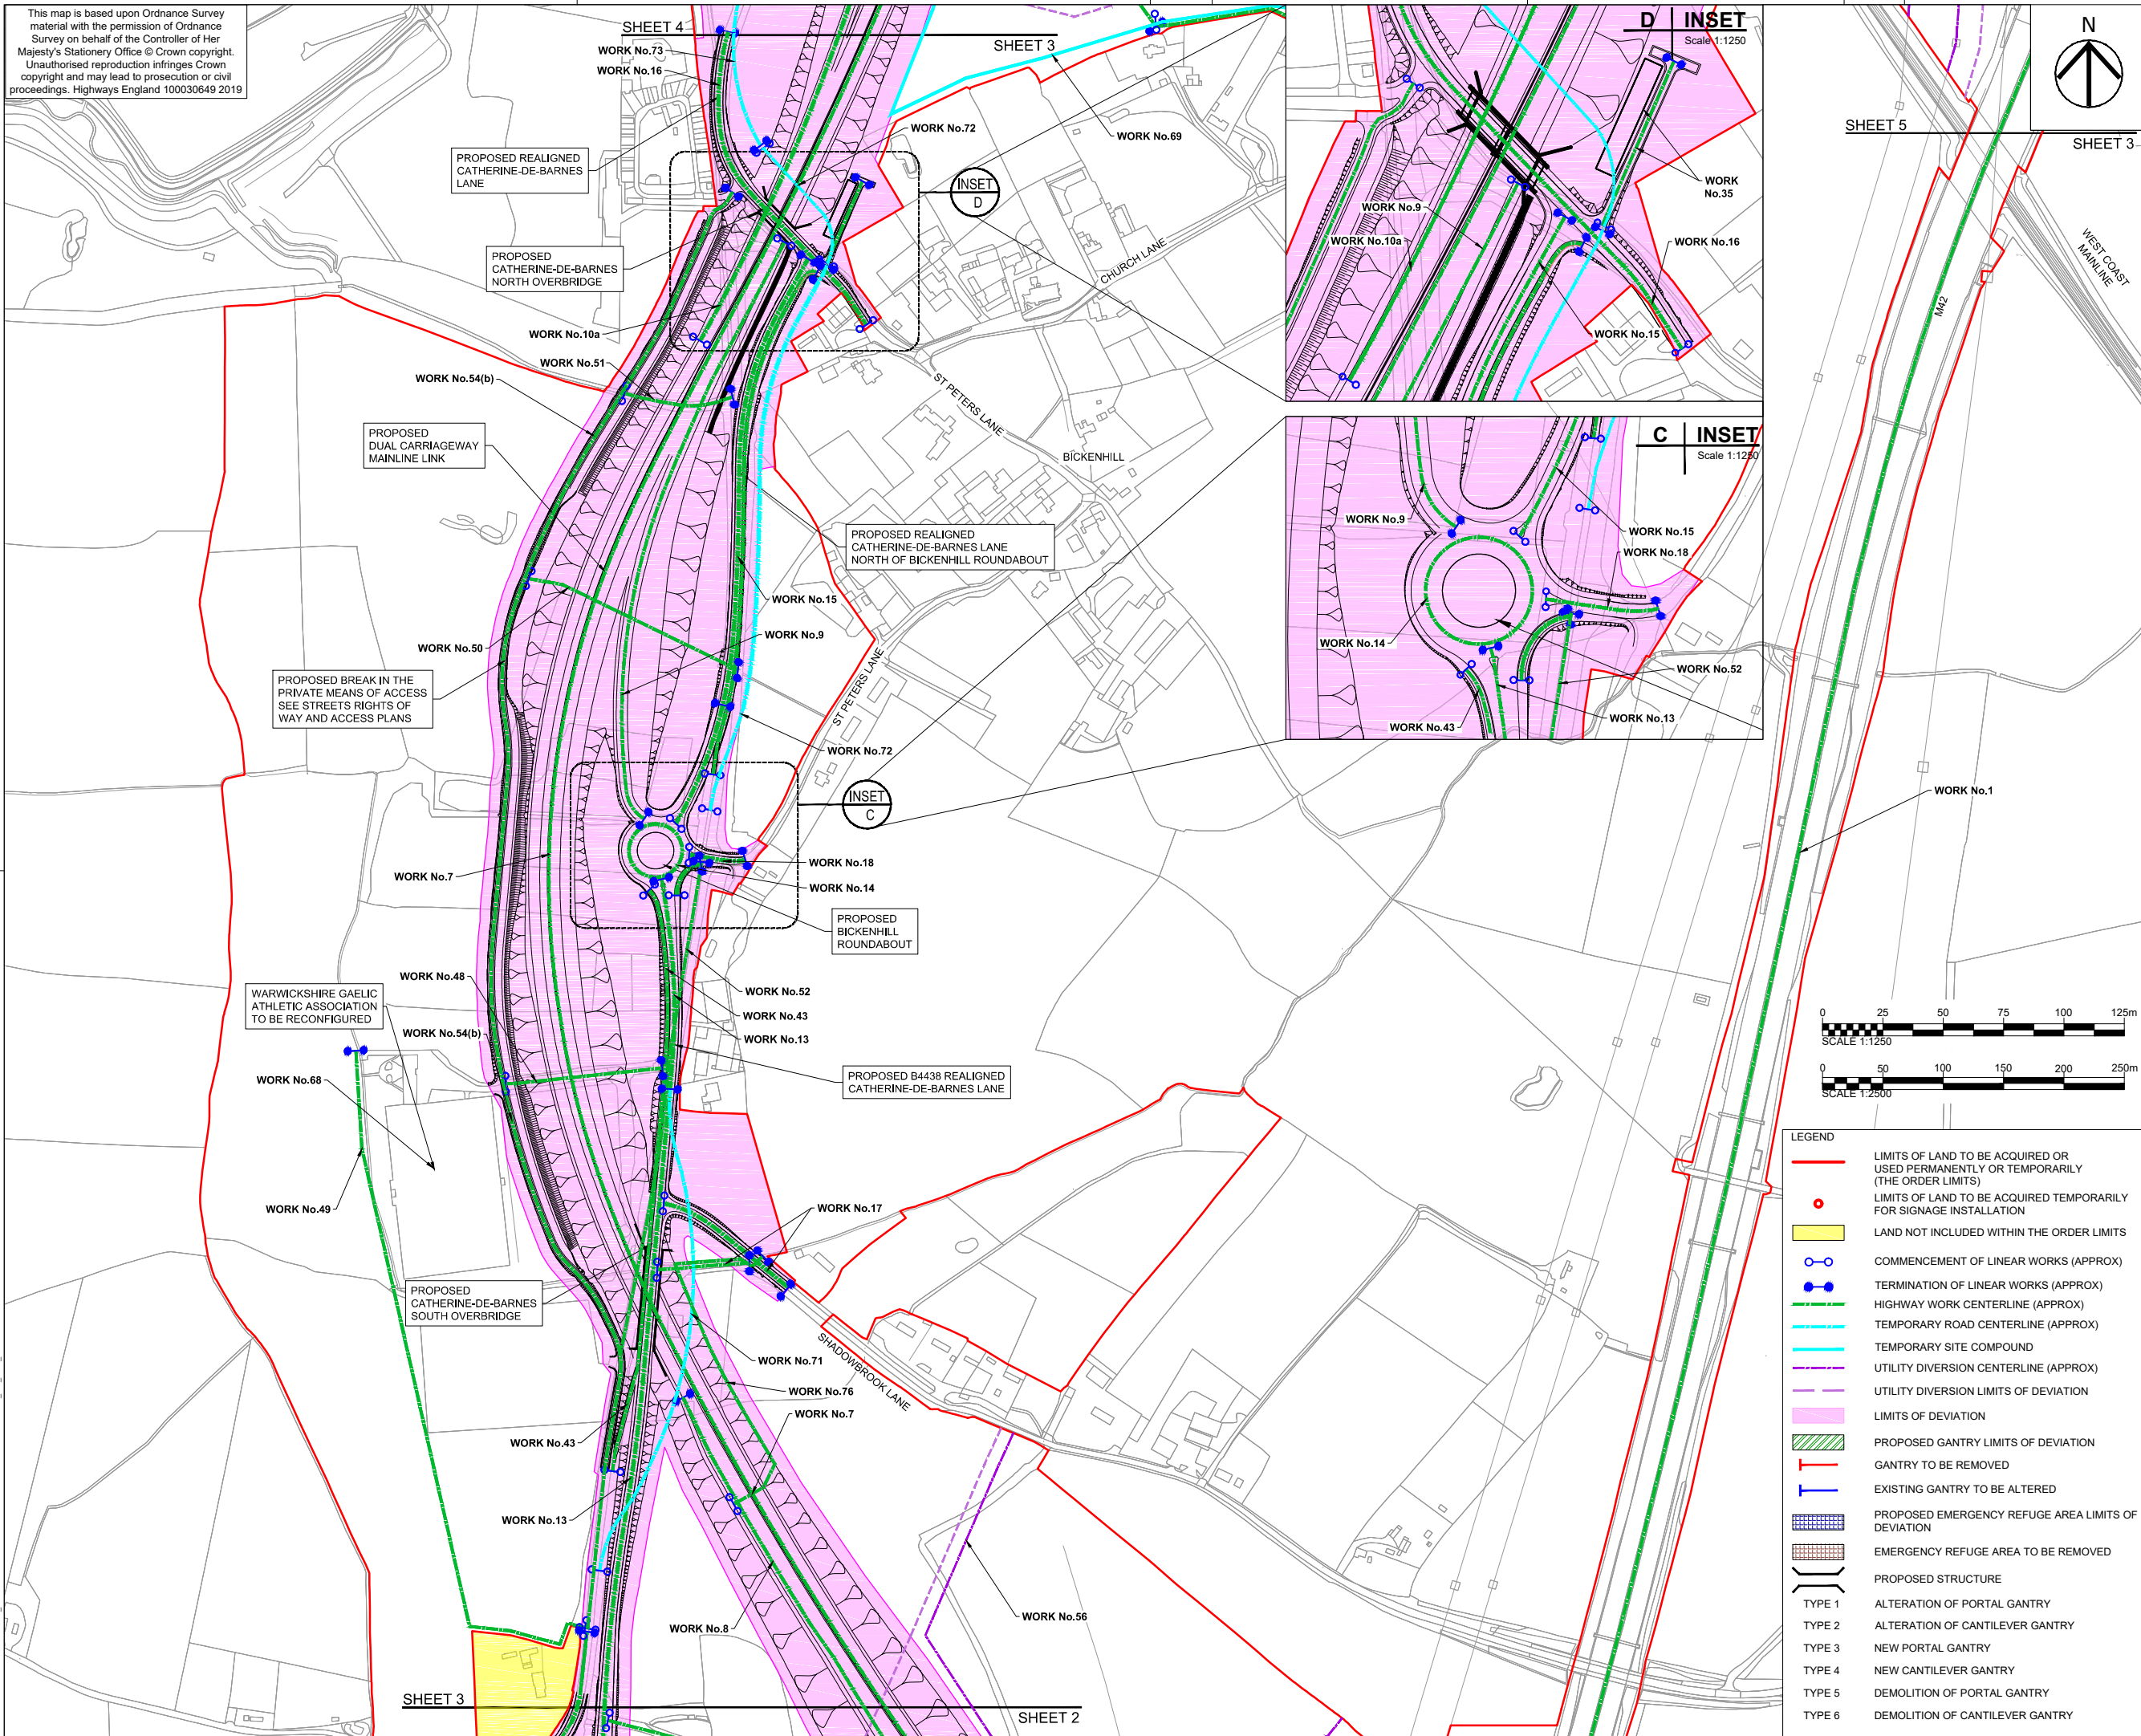 This map is based upon Ordnance Survey
material with the permission of Ordnance
Survey on behalf of the Controller of Her
Majesty's Stationery Office © Crown copyright.
Unauthorised reproduction infringes Crown
copyright and may lead to prosecution or civil
proceedings. Highways England 100030649 2019
SHEET 4
SHEET 3
WORK No.73
WORK No.16
WORK No.72
WORK No.69
PROPOSED REALIGNED
CATHERINE-DE-BARNES
LANE
INSET
D
PROPOSED
CATHERINE-DE-BARNES
NORTH OVERBRIDGE
CHURCH LANE
WORK No.10a
WORK No.51
WORK No.54(b)
ST PETERS LANE
PROPOSED
DUAL CARRIAGEWAY
MAINLINE LINK
BICKENHILL
PROPOSED REALIGNED
CATHERINE-DE-BARNES LANE
NORTH OF BICKENHILL ROUNDABOUT
WORK No.15
WORK No.9
WORK No.50
ST PETERS LANE
PROPOSED BREAK IN THE
PRIVATE MEANS OF ACCESS
SEE STREETS RIGHTS OF
WAY AND ACCESS PLANS
WORK No.72
INSET
C
WORK No.18
WORK No.7
WORK No.14
PROPOSED
BICKENHILL
ROUNDABOUT
WORK No.48
WORK No.52
WORK No.43
WORK No.13
WARWICKSHIRE GAELIC
ATHLETIC ASSOCIATION
TO BE RECONFIGURED
WORK No.54(b)
WORK No.68
PROPOSED B4438 REALIGNED
CATHERINE-DE-BARNES LANE
WORK No.49
WORK No.17
PROPOSED
CATHERINE-DE-BARNES
SOUTH OVERBRIDGE
SHADOWBROOK LANE
WORK No.71
WORK No.76
WORK No.7
WORK No.43
WORK No.13
WORK No.8
WORK No.56
SHEET 3
SHEET 2
D INSET
Scale 1:1250
WORK
No.35
WORK No.9
WORK No.10a
WORK No.16
WORK No.15
C INSET
Scale 1:1250
WORK No.9
WORK No.15
WORK No.18
WORK No.14
WORK No.52
WORK No.13
WORK No.43
N
SHEET 5
SHEET 3
WEST COAST
MAINLINE
M42
WORK No.1
0 25 50 75 100 125m
SCALE 1:1250
0 50 100 150 200 250m
SCALE 1:2500
LEGEND
LIMITS OF LAND TO BE ACQUIRED OR
USED PERMANENTLY OR TEMPORARILY
(THE ORDER LIMITS)
LIMITS OF LAND TO BE ACQUIRED TEMPORARILY
FOR SIGNAGE INSTALLATION
LAND NOT INCLUDED WITHIN THE ORDER LIMITS
COMMENCEMENT OF LINEAR WORKS (APPROX)
TERMINATION OF LINEAR WORKS (APPROX)
HIGHWAY WORK CENTERLINE (APPROX)
TEMPORARY ROAD CENTERLINE (APPROX)
TEMPORARY SITE COMPOUND
UTILITY DIVERSION CENTERLINE (APPROX)
UTILITY DIVERSION LIMITS OF DEVIATION
LIMITS OF DEVIATION
PROPOSED GANTRY LIMITS OF DEVIATION
GANTRY TO BE REMOVED
EXISTING GANTRY TO BE ALTERED
PROPOSED EMERGENCY REFUGE AREA LIMITS OF
DEVIATION
EMERGENCY REFUGE AREA TO BE REMOVED
PROPOSED STRUCTURE
TYPE 1 ALTERATION OF PORTAL GANTRY
TYPE 2 ALTERATION OF CANTILEVER GANTRY
TYPE 3 NEW PORTAL GANTRY
TYPE 4 NEW CANTILEVER GANTRY
TYPE 5 DEMOLITION OF PORTAL GANTRY
TYPE 6 DEMOLITION OF CANTILEVER GANTRY